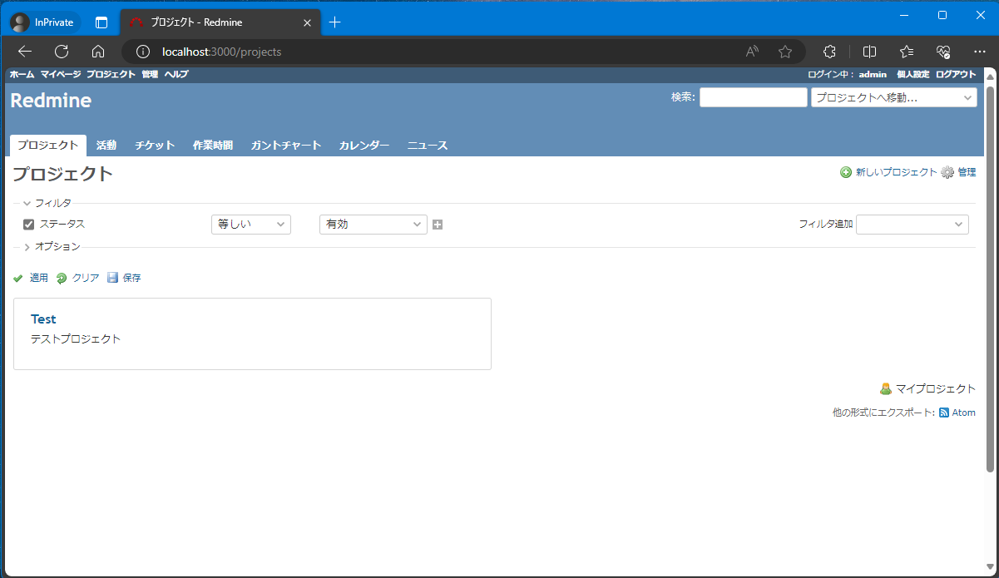 InPrivate プロジェクト - Redmine
localhost:3000/projects
ホーム マイページ プロジェクト 管理 ヘルプ ログイン中: admin 個人設定 ログアウト
Redmine 検索: プロジェクトへ移動...
プロジェクト 活動 チケット 作業時間 ガントチャート カレンダー ニュース
プロジェクト 新しいプロジェクト 管理
フィルタ
ステータス 等しい 有効 フィルタ追加
オプション
適用 クリア 保存
Test
テストプロジェクト
マイプロジェクト
他の形式にエクスポート: Atom